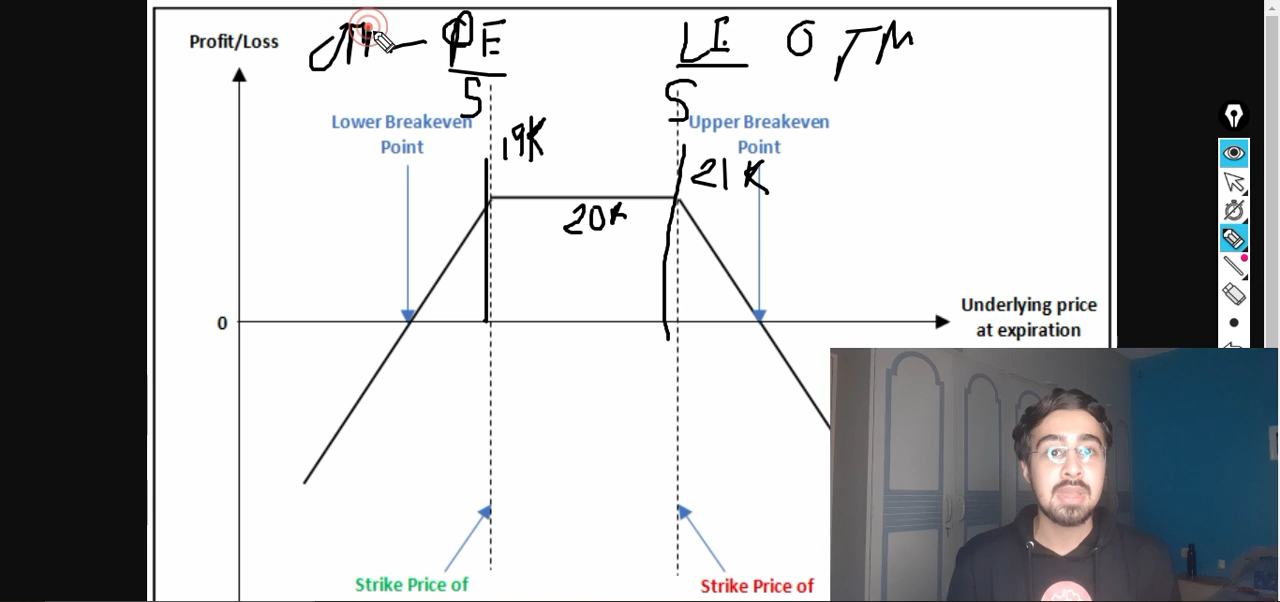 Profit/Loss
PE
S
CE OTM
S
Lower Breakeven
Point
19K
Upper Breakeven
Point
21K
20K
0
Underlying price
at expiration
Strike Price of
Strike Price of